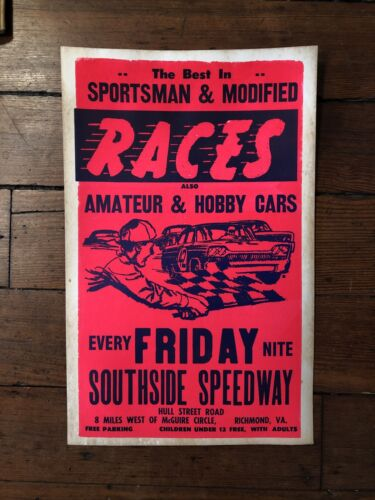 -- The Best In --
SPORTSMAN & MODIFIED
RACES
ALSO
AMATEUR & HOBBY CARS
EVERY FRIDAY NITE
SOUTHSIDE SPEEDWAY
HULL STREET ROAD
8 MILES WEST OF McGUIRE CIRCLE, RICHMOND, VA.
FREE PARKING CHILDREN UNDER 12 FREE, WITH ADULTS